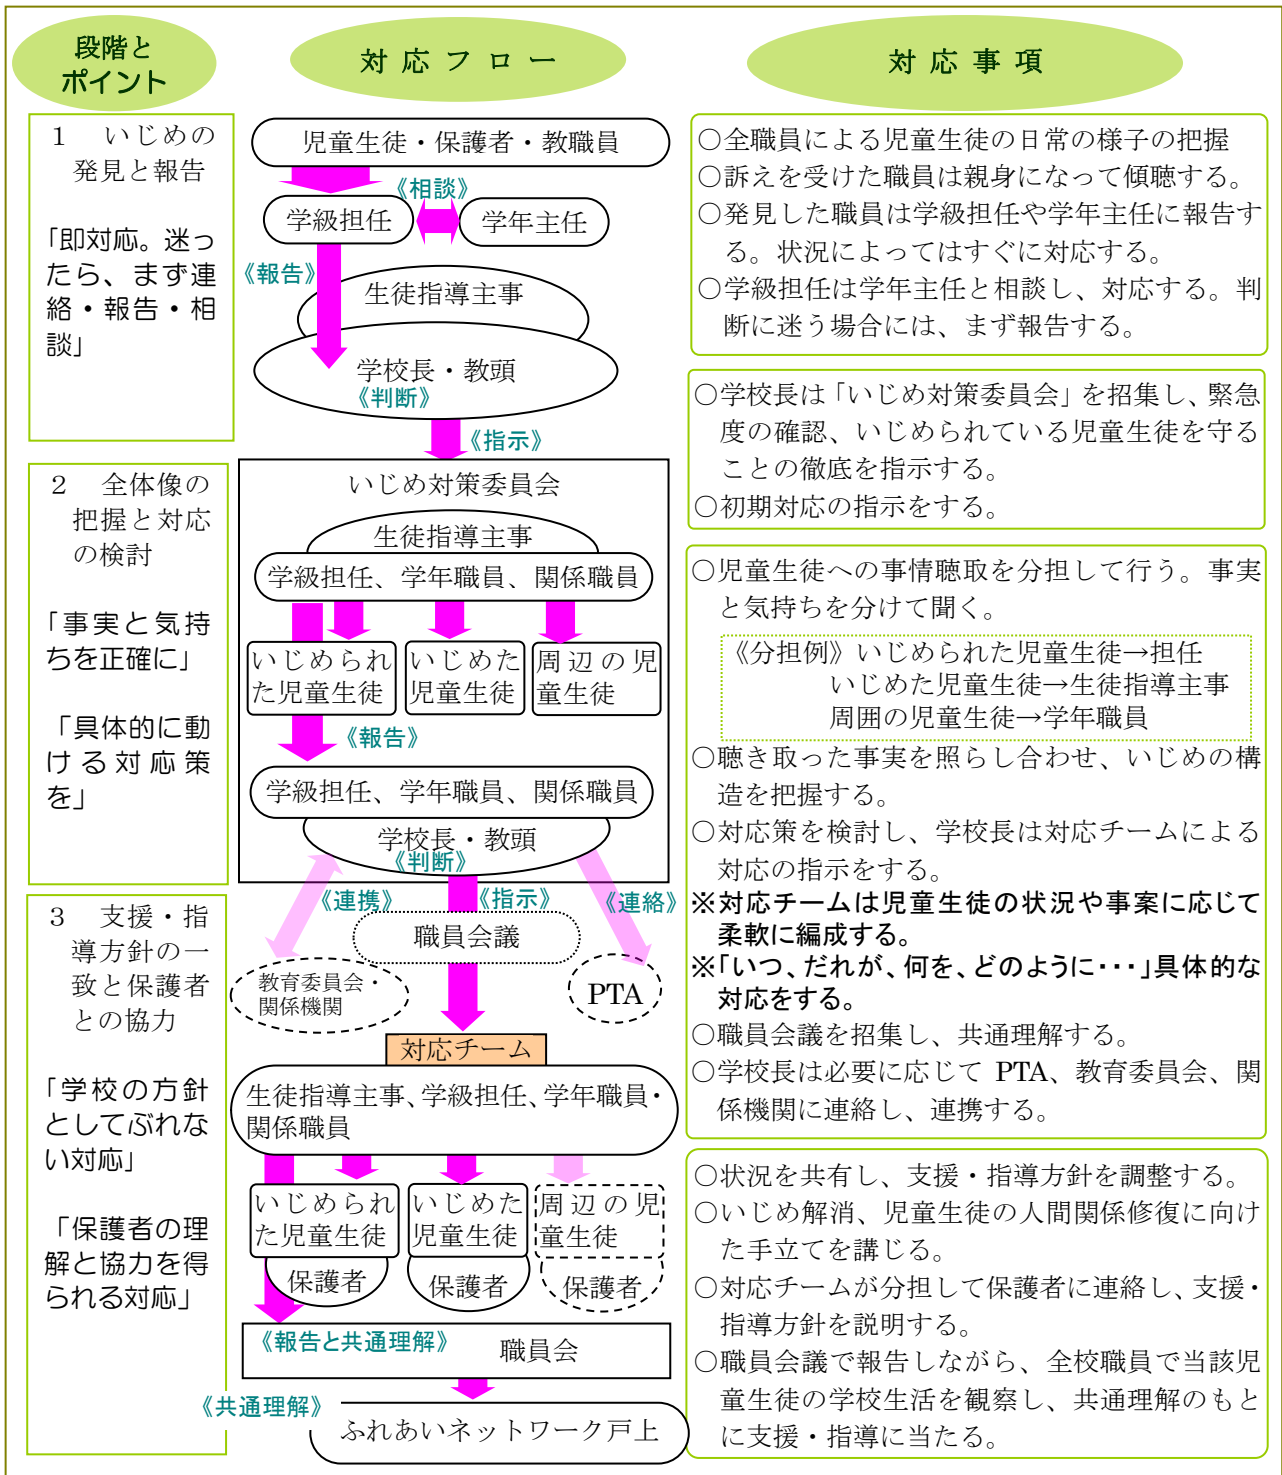 段階と
ポイント
対 応 フ ロ ー
対 応 事 項
1 いじめの
発見と報告
「即対応。迷っ
たら、まず連
絡・報告・相
談」
児童生徒・保護者・教職員
《相談》
学級担任
学年主任
《報告》
生徒指導主事
学校長・教頭
《判断》
《指示》
○全職員による児童生徒の日常の様子の把握
○訴えを受けた職員は親身になって傾聴する。
○発見した職員は学級担任や学年主任に報告す
る。状況によってはすぐに対応する。
○学級担任は学年主任と相談し、対応する。判
断に迷う場合には、まず報告する。
○学校長は「いじめ対策委員会」を招集し、緊急
度の確認、いじめられている児童生徒を守る
ことの徹底を指示する。
○初期対応の指示をする。
2 全体像の
把握と対応
の検討
「事実と気持
ちを正確に」
「具体的に動
ける対応策
を」
いじめ対策委員会
生徒指導主事
学級担任、学年職員、関係職員
いじめられ
た児童生徒
いじめた
児童生徒
周辺の児
童生徒
《報告》
学級担任、学年職員、関係職員
学校長・教頭
《判断》
○児童生徒への事情聴取を分担して行う。事実
と気持ちを分けて聞く。
《分担例》いじめられた児童生徒→担任
いじめた児童生徒→生徒指導主事
周囲の児童生徒→学年職員
○聴き取った事実を照らし合わせ、いじめの構
造を把握する。
○対応策を検討し、学校長は対応チームによる
対応の指示をする。
※対応チームは児童生徒の状況や事案に応じて
柔軟に編成する。
※「いつ、だれが、何を、どのように・・・」具体的な
対応をする。
○職員会議を招集し、共通理解する。
○学校長は必要に応じて PTA、教育委員会、関
係機関に連絡し、連携する。
3 支援・指
導方針の一
致と保護者
との協力
「学校の方針
としてぶれな
い対応」
「保護者の理
解と協力を得
られる対応」
《連携》
《指示》
《連絡》
職員会議
教育委員会・
関係機関
PTA
対応チーム
生徒指導主事、学級担任、学年職員・
関係職員
いじめられ
た児童生徒
いじめた
児童生徒
周辺の児
童生徒
保護者
保護者
保護者
《報告と共通理解》
職員会
《共通理解》
ふれあいネットワーク戸上
○状況を共有し、支援・指導方針を調整する。
○いじめ解消、児童生徒の人間関係修復に向け
た手立てを講じる。
○対応チームが分担して保護者に連絡し、支援・
指導方針を説明する。
○職員会議で報告しながら、全校職員で当該児
童生徒の学校生活を観察し、共通理解のもと
に支援・指導に当たる。